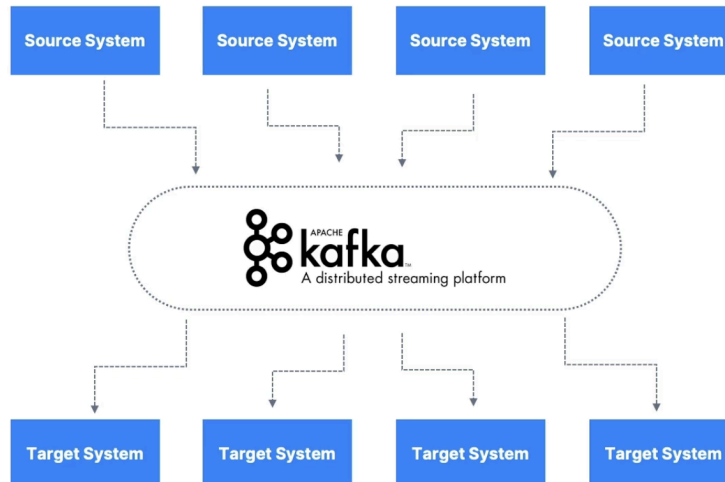 Source System
Source System
Source System
Source System
APACHE
kafka™
A distributed streaming platform
Target System
Target System
Target System
Target System